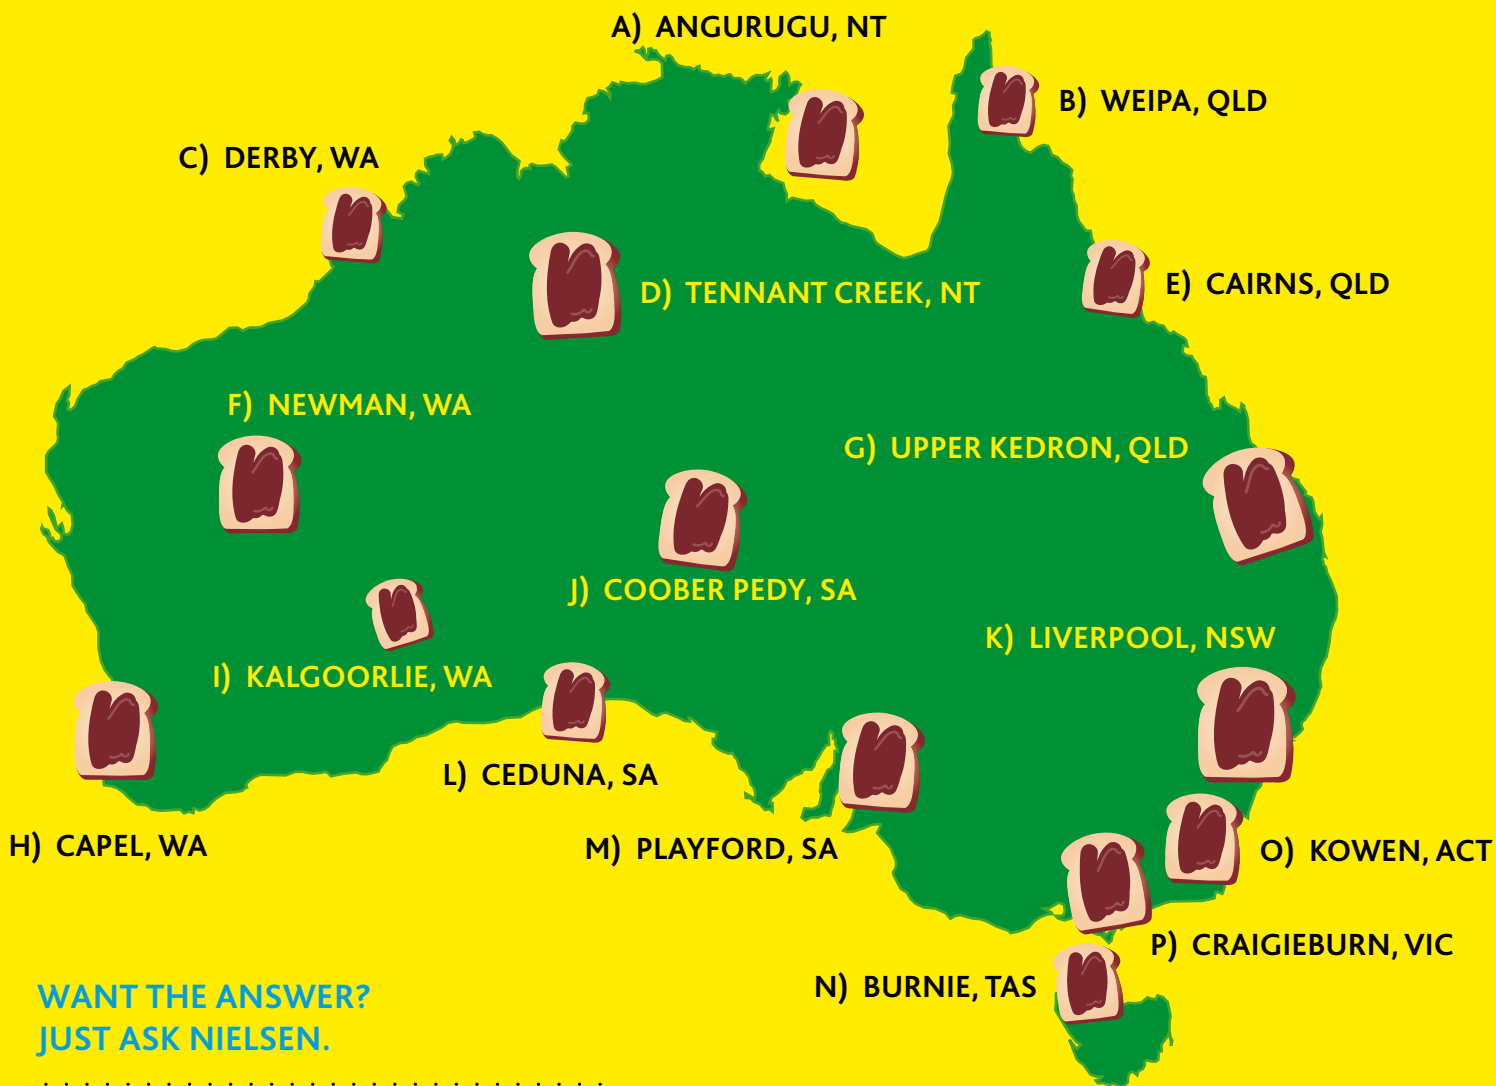 A) ANGURUGU, NT
B) WEIPA, QLD
C) DERBY, WA
D) TENNANT CREEK, NT
E) CAIRNS, QLD
F) NEWMAN, WA
G) UPPER KEDRON, QLD
J) COOBER PEDY, SA
K) LIVERPOOL, NSW
I) KALGOORLIE, WA
L) CEDUNA, SA
H) CAPEL, WA
M) PLAYFORD, SA
O) KOWEN, ACT
P) CRAIGIEBURN, VIC
N) BURNIE, TAS
WANT THE ANSWER?
JUST ASK NIELSEN.